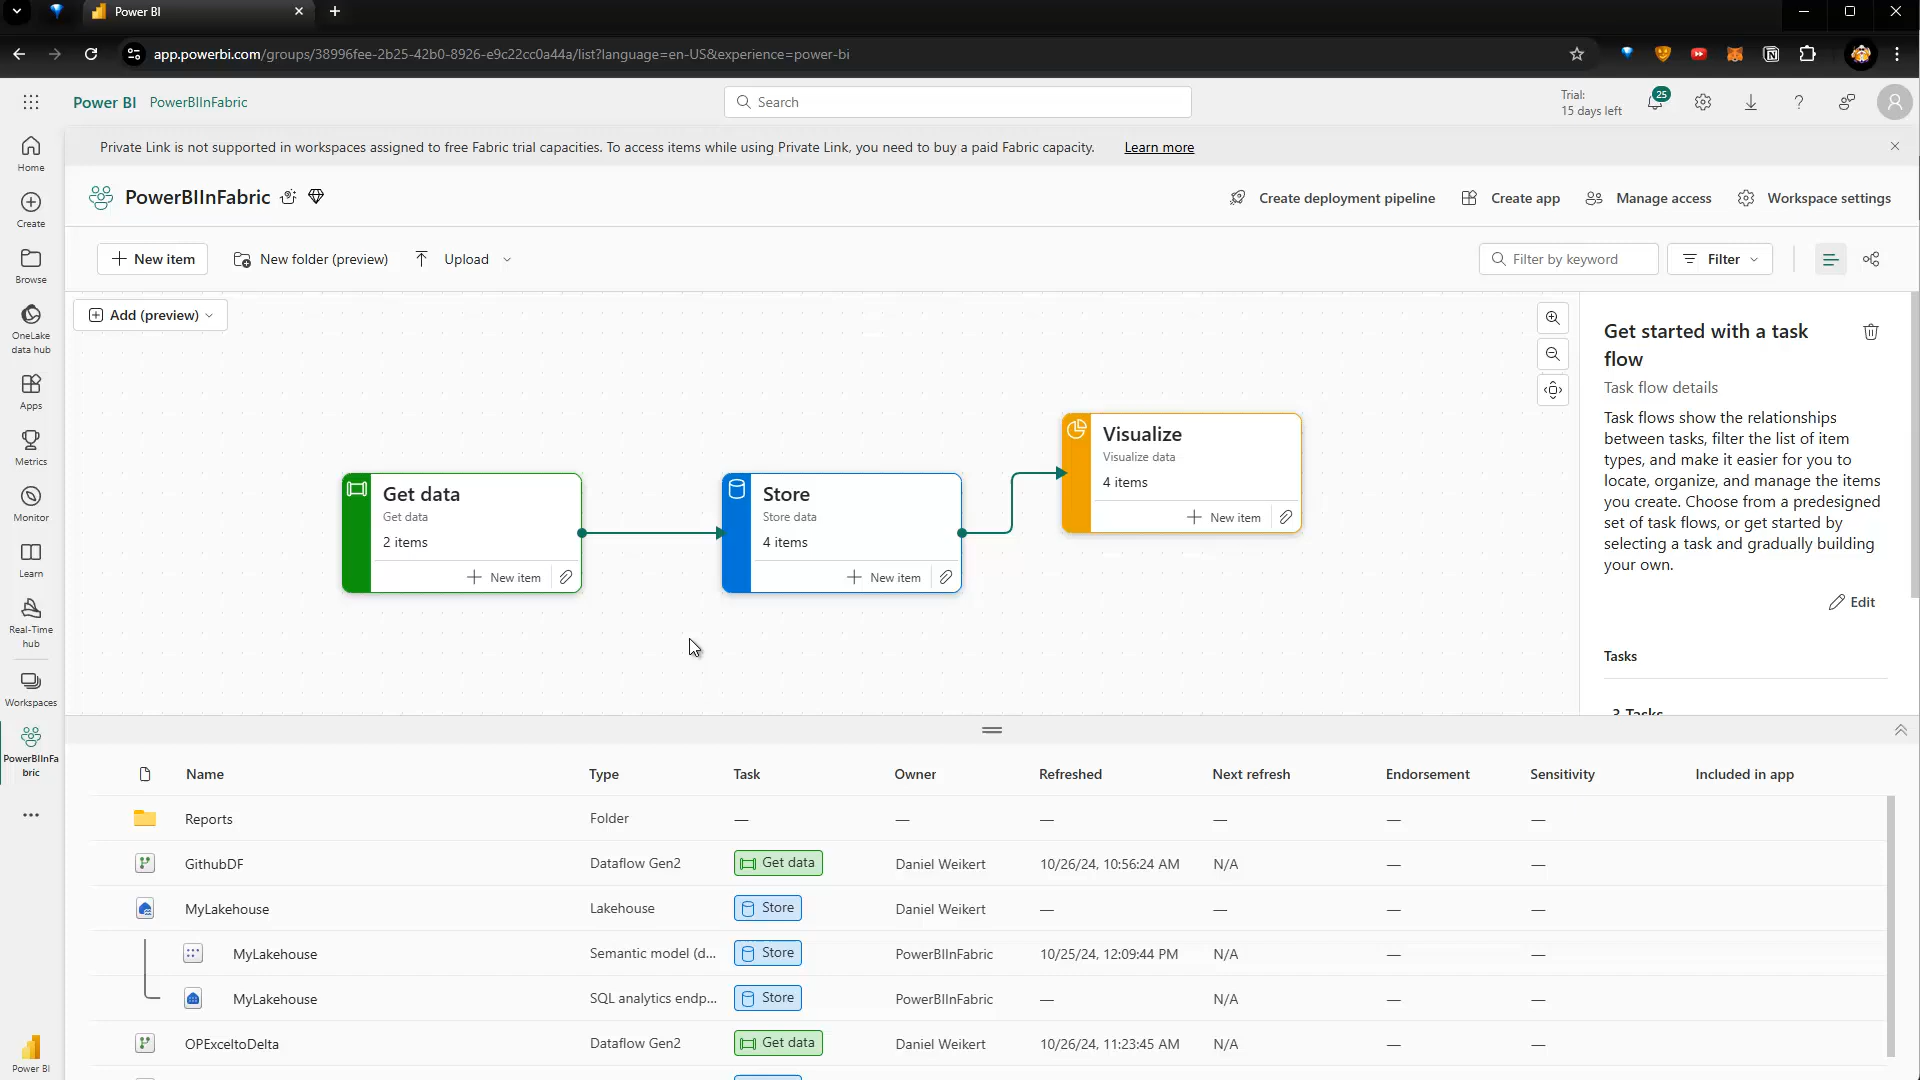 Power BI
app.powerbi.com/groups/38996fee-2b25-42b0-8926-e9c22cc0a44a/list?language=en-US&experience=power-bi
Power BI PowerBIInFabric
Search
Trial:
15 days left
25
Private Link is not supported in workspaces assigned to free Fabric trial capacities. To access items while using Private Link, you need to buy a paid Fabric capacity. Learn more
Home
Create
Browse
OneLake
data hub
Apps
Metrics
Monitor
Learn
Real-Time
hub
Workspaces
PowerBIInFa
bric
Power BI
PowerBIInFabric
Create deployment pipeline Create app Manage access Workspace settings
New item New folder (preview) Upload
Filter by keyword Filter
Add (preview)
Get data
Get data
2 items
New item
Store
Store data
4 items
New item
Visualize
Visualize data
4 items
New item
Get started with a task
flow
Task flow details
Task flows show the relationships
between tasks, filter the list of item
types, and make it easier for you to
locate, organize, and manage the items
you create. Choose from a predesigned
set of task flows, or get started by
selecting a task and gradually building
your own.
Edit
Tasks
3 Tasks
Name Type Task Owner Refreshed Next refresh Endorsement Sensitivity Included in app
Reports Folder — — — — — —
GithubDF Dataflow Gen2 Get data Daniel Weikert 10/26/24, 10:56:24 AM N/A — —
MyLakehouse Lakehouse Store Daniel Weikert — — — —
MyLakehouse Semantic model (d... Store PowerBIInFabric 10/25/24, 12:09:44 PM N/A — —
MyLakehouse SQL analytics endp... Store PowerBIInFabric — N/A — —
OPExceltoDelta Dataflow Gen2 Get data Daniel Weikert 10/26/24, 11:23:45 AM N/A — —